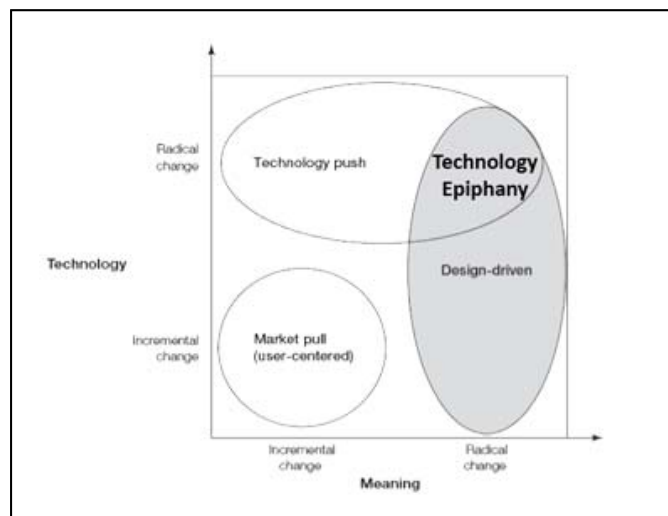 Radical
change
Technology push
Technology
Epiphany
Technology
Design-driven
Incremental
change
Market pull
(user-centered)
Incremental
change
Radical
change
Meaning